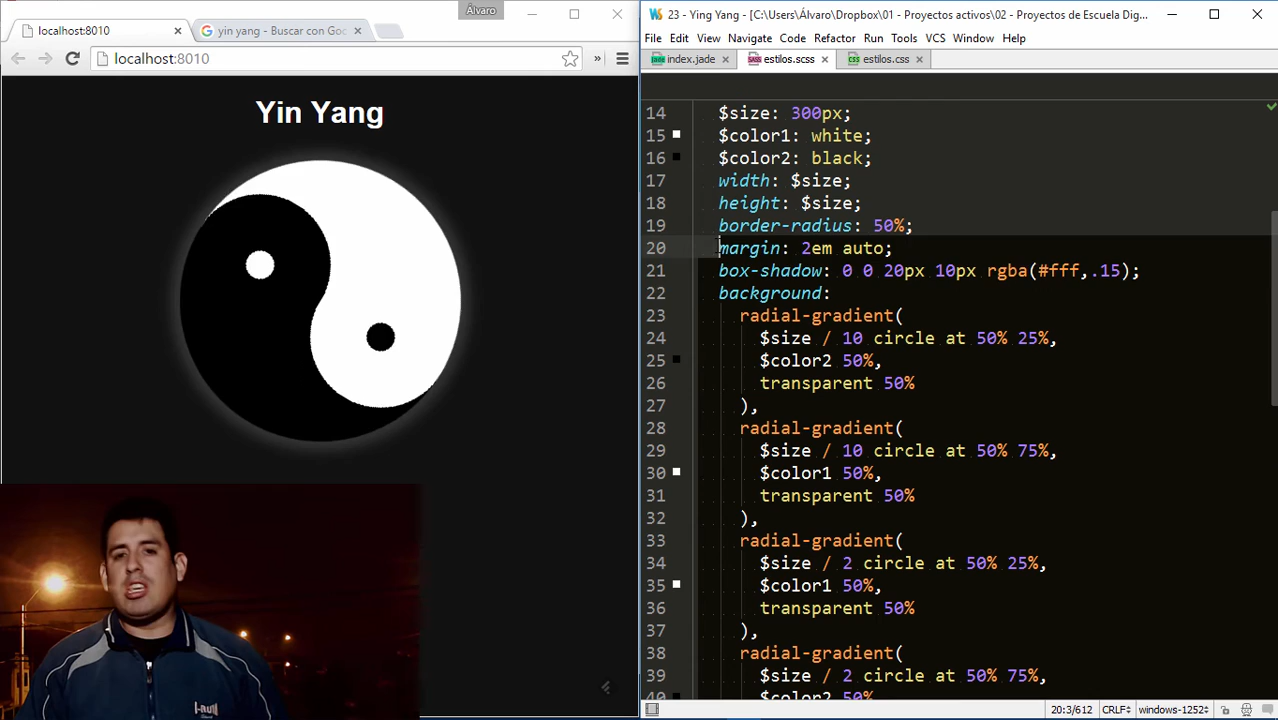 Álvaro
localhost:8010
yin yang - Buscar con Goo
localhost:8010
»
Yin Yang
23 - Ying Yang - [C:\Users\Álvaro\Dropbox\01 - Proyectos activos\02 - Proyectos de Escuela Dig...
File Edit View Navigate Code Refactor Run Tools VCS Window Help
index.jade
SASS estilos.scss
CSS estilos.css
14 $size: 300px;
15 $color1: white;
16 $color2: black;
17 width: $size;
18 height: $size;
19 border-radius: 50%;
20 margin: 2em auto;
21 box-shadow: 0 0 20px 10px rgba(#fff,.15);
22 background:
23 radial-gradient(
24 $size / 10 circle at 50% 25%,
25 $color2 50%,
26 transparent 50%
27 ),
28 radial-gradient(
29 $size / 10 circle at 50% 75%,
30 $color1 50%,
31 transparent 50%
32 ),
33 radial-gradient(
34 $size / 2 circle at 50% 25%,
35 $color1 50%,
36 transparent 50%
37 ),
38 radial-gradient(
39 $size / 2 circle at 50% 75%,
40 $color2 50%
20:3/612 CRLF windows-1252